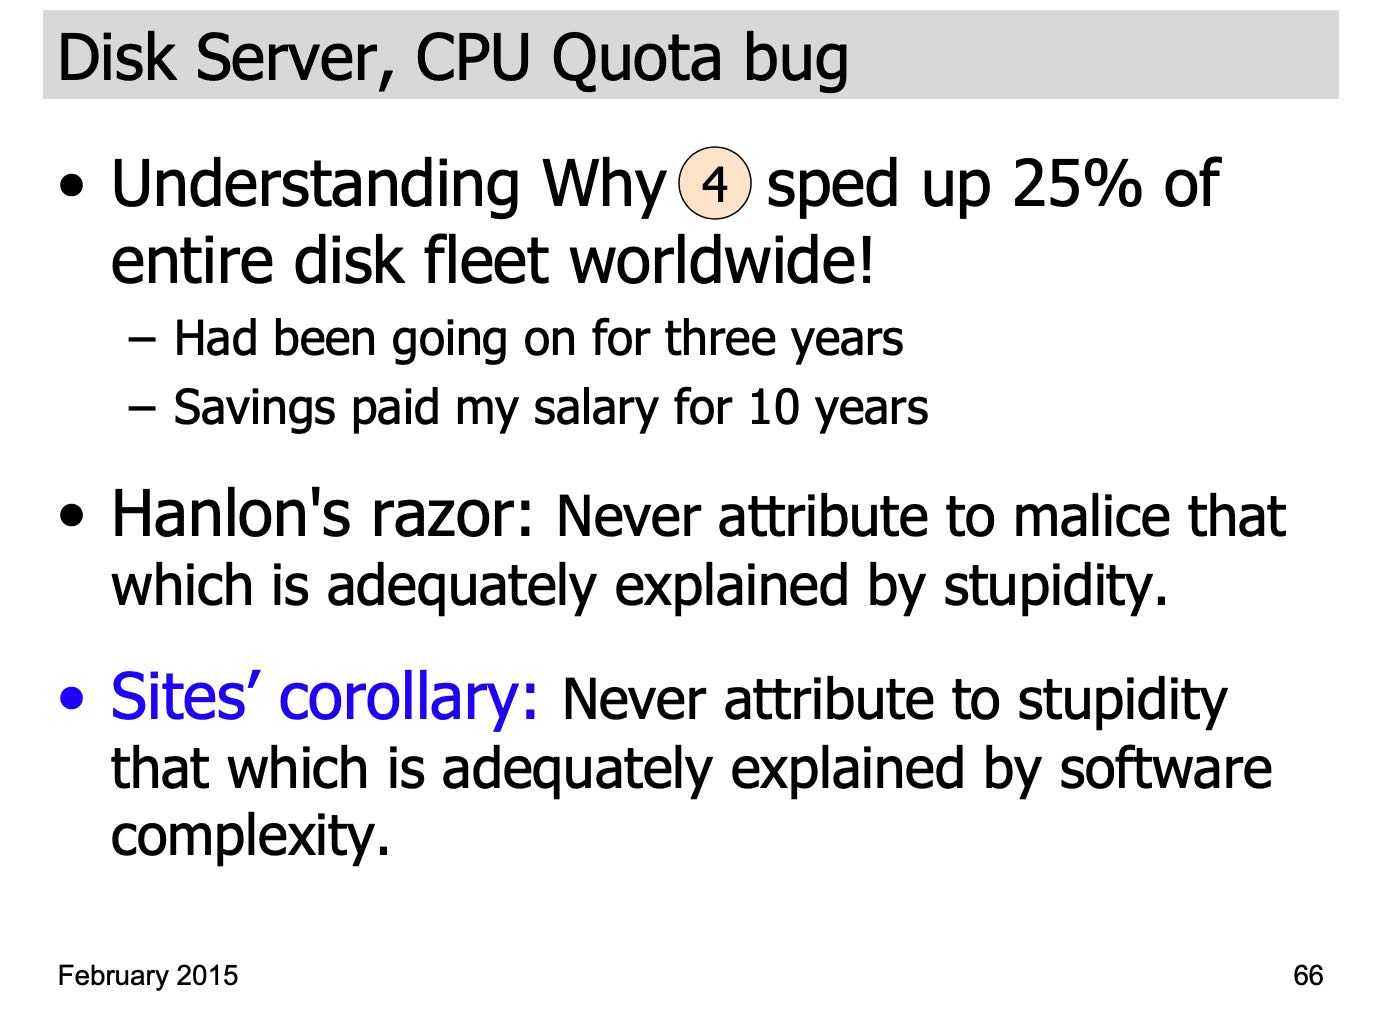 Disk Server, CPU Quota bug
• Understanding Why 4 sped up 25% of
entire disk fleet worldwide!
– Had been going on for three years
– Savings paid my salary for 10 years
• Hanlon's razor: Never attribute to malice that
which is adequately explained by stupidity.
• Sites’ corollary: Never attribute to stupidity
that which is adequately explained by software
complexity.
February 2015
66